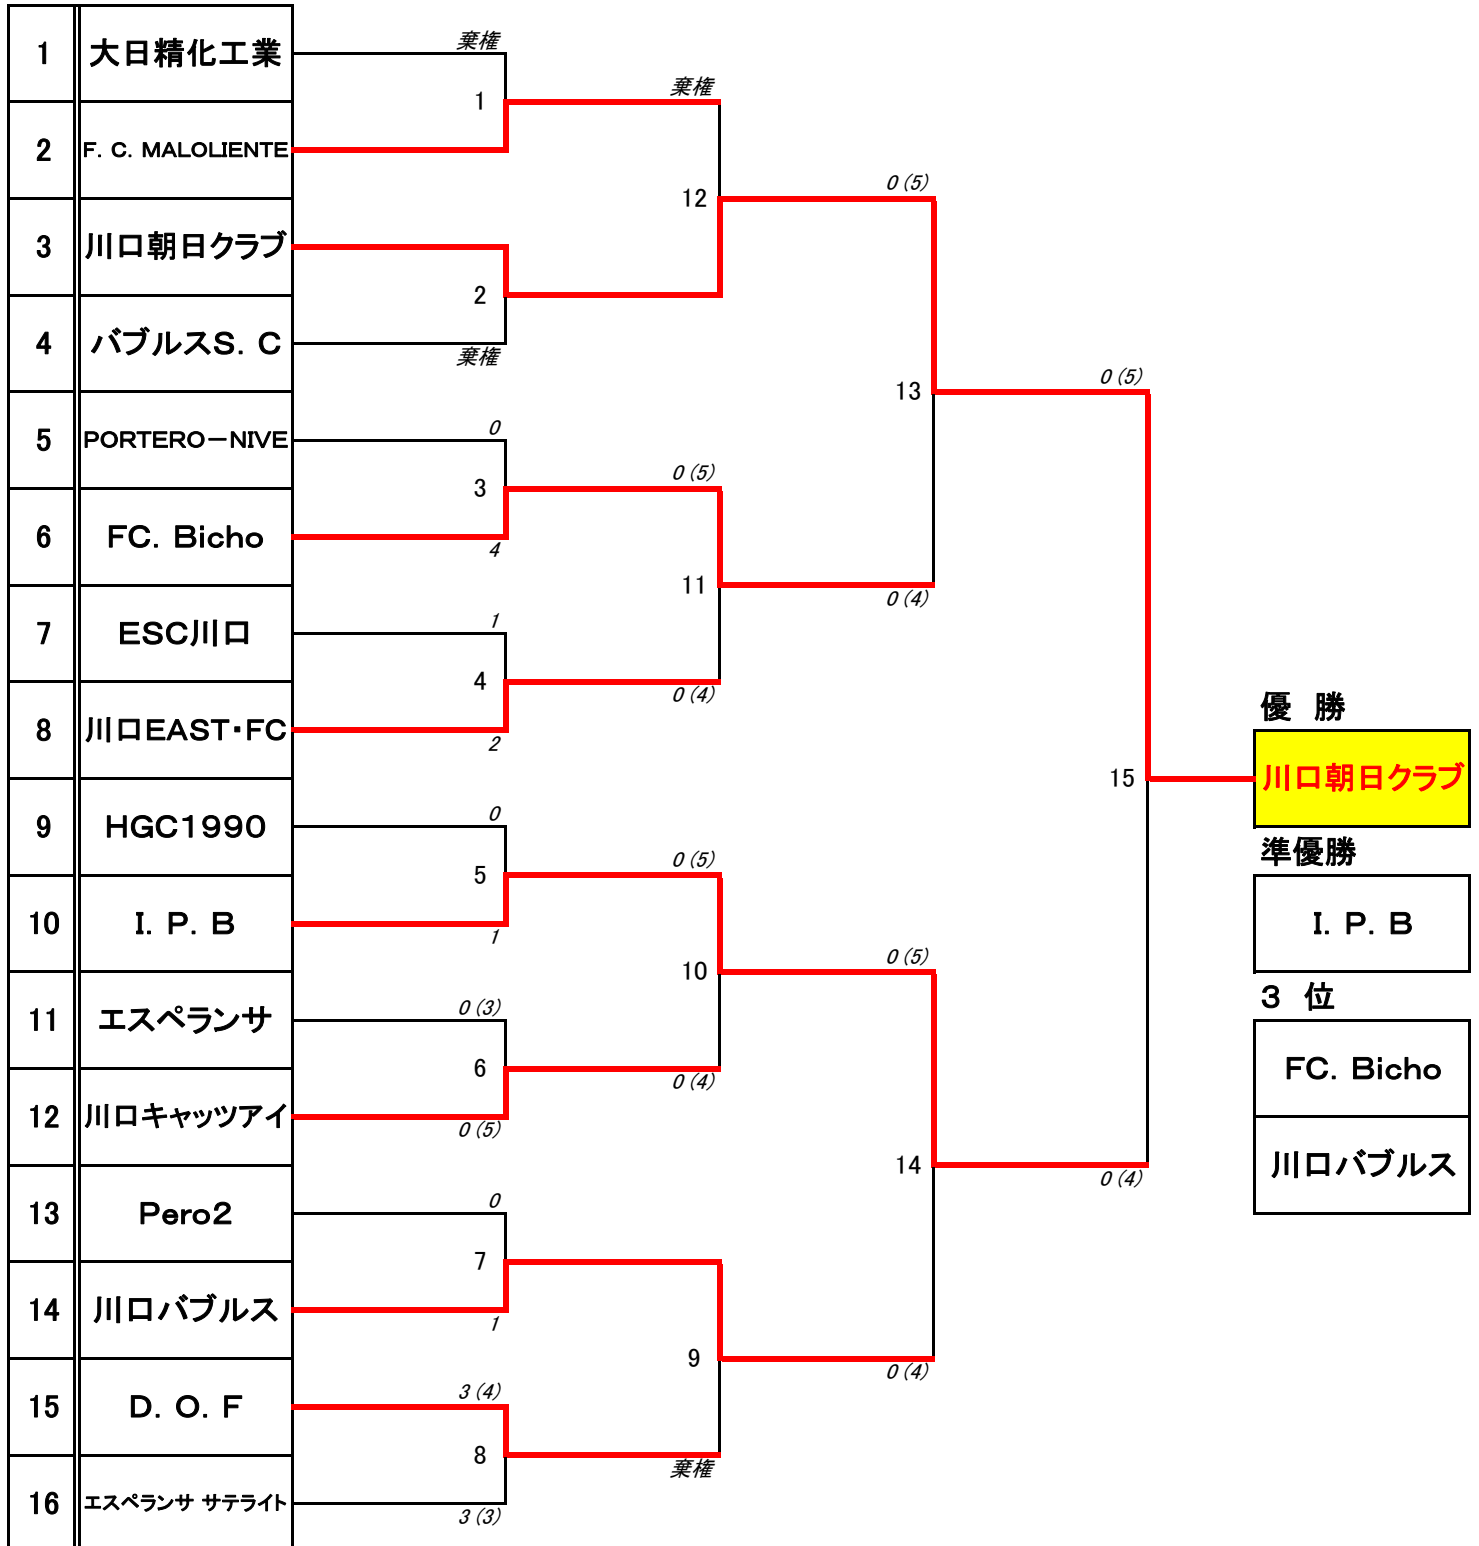 1 大日精化工業
2 F. C. MALOLIENTE
3 川口朝日クラブ
4 バブルスS. C
5 PORTERO－NIVE
6 FC. Bicho
7 ESC川口
8 川口EAST・FC
9 HGC1990
10 I. P. B
11 エスペランサ
12 川口キャッツアイ
13 Pero2
14 川口バブルス
15 D. O. F
16 エスペランサ サテライト
棄権
1
2
棄権
0
3
4
1
4
2
0
5
1
0 (3)
6
0 (5)
0
7
1
3 (4)
8
3 (3)
棄権
12
0 (5)
11
0 (4)
0 (5)
10
0 (4)
9
棄権
0 (5)
13
0 (4)
0 (5)
14
0 (4)
0 (5)
15
0 (4)
優 勝
川口朝日クラブ
準優勝
I. P. B
3 位
FC. Bicho
川口バブルス